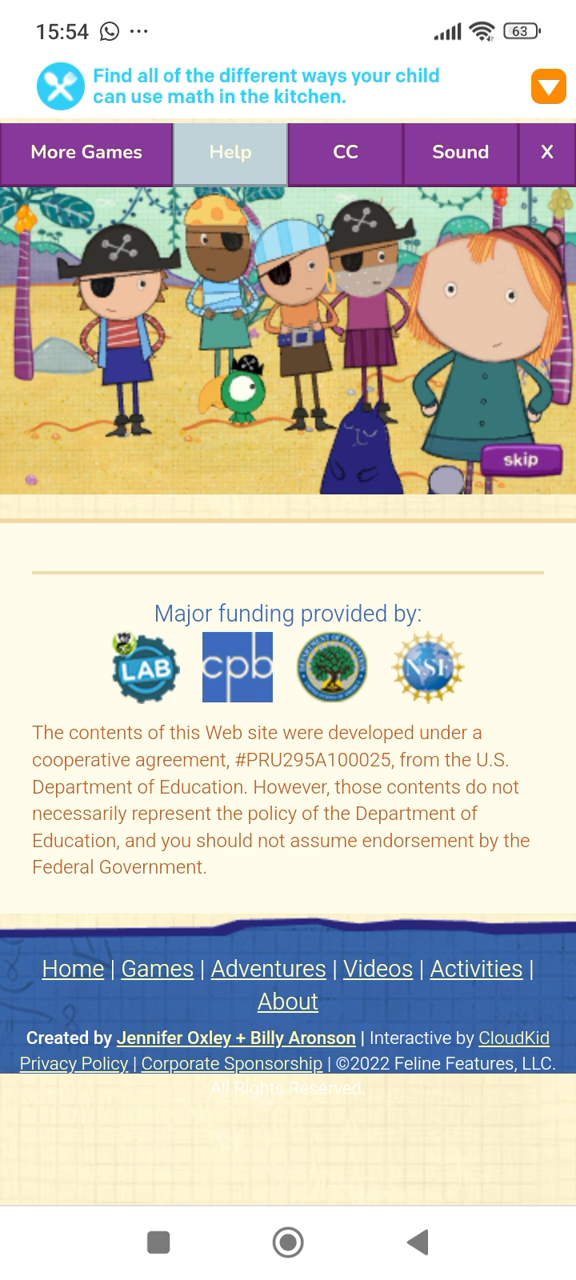 15:54
63
Find all of the different ways your child
can use math in the kitchen.
More Games
Help
CC
Sound
X
skip
Major funding provided by:
LAB
cpb
NSF
The contents of this Web site were developed under a
cooperative agreement, #PRU295A100025, from the U.S.
Department of Education. However, those contents do not
necessarily represent the policy of the Department of
Education, and you should not assume endorsement by the
Federal Government.
Home | Games | Adventures | Videos | Activities |
About
Created by Jennifer Oxley + Billy Aronson | Interactive by CloudKid
Privacy Policy | Corporate Sponsorship | ©2022 Feline Features, LLC.
All Rights Reserved.